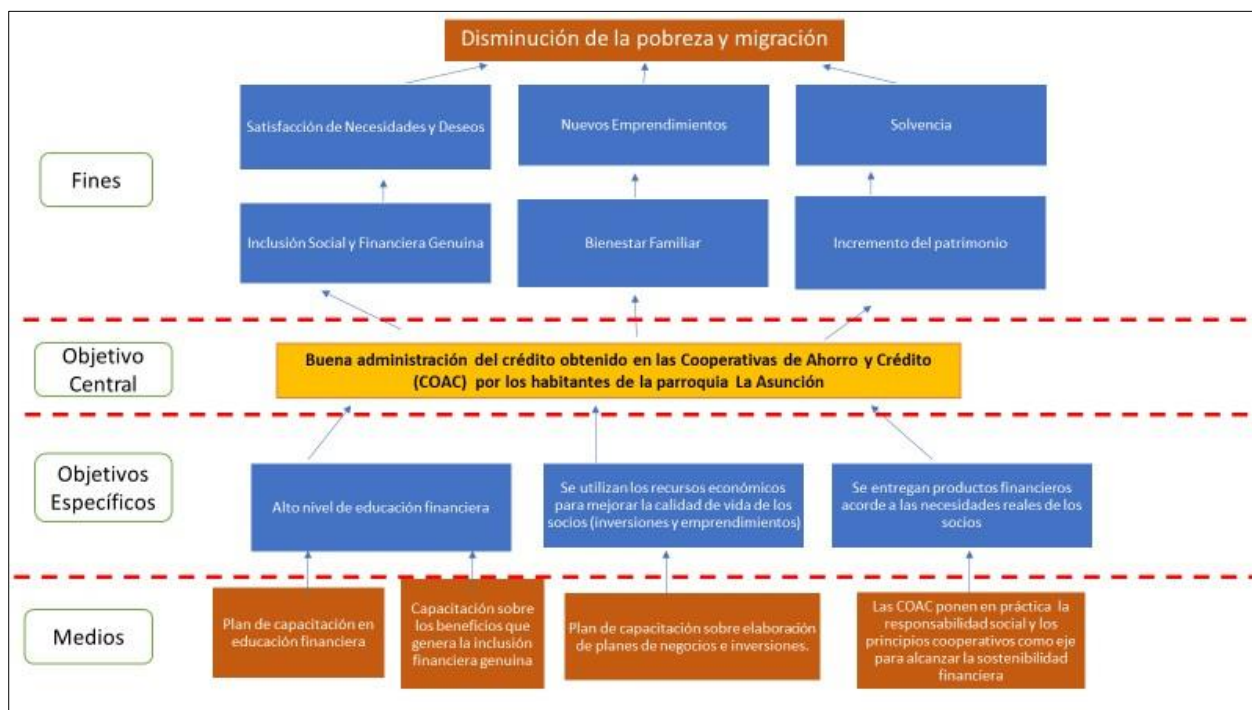 Disminución de la pobreza y migración
Satisfacción de Necesidades y Deseos
Nuevos Emprendimientos
Solvencia
Fines
Inclusión Social y Financiera Genuina
Bienestar Familiar
Incremento del patrimonio
Objetivo
Central
Buena administración del crédito obtenido en las Cooperativas de Ahorro y Crédito
(COAC) por los habitantes de la parroquia La Asunción
Objetivos
Específicos
Alto nivel de educación financiera
Se utilizan los recursos económicos
para mejorar la calidad de vida de los
socios (inversiones y emprendimientos)
Se entregan productos financieros
acorde a las necesidades reales de los
socios
Medios
Plan de capacitación en
educación financiera
Capacitación sobre
los beneficios que
genera la inclusión
financiera genuina
Plan de capacitación sobre elaboración
de planes de negocios e inversiones.
Las COAC ponen en práctica la
responsabilidad social y los
principios cooperativos como eje
para alcanzar la sostenibilidad
financiera